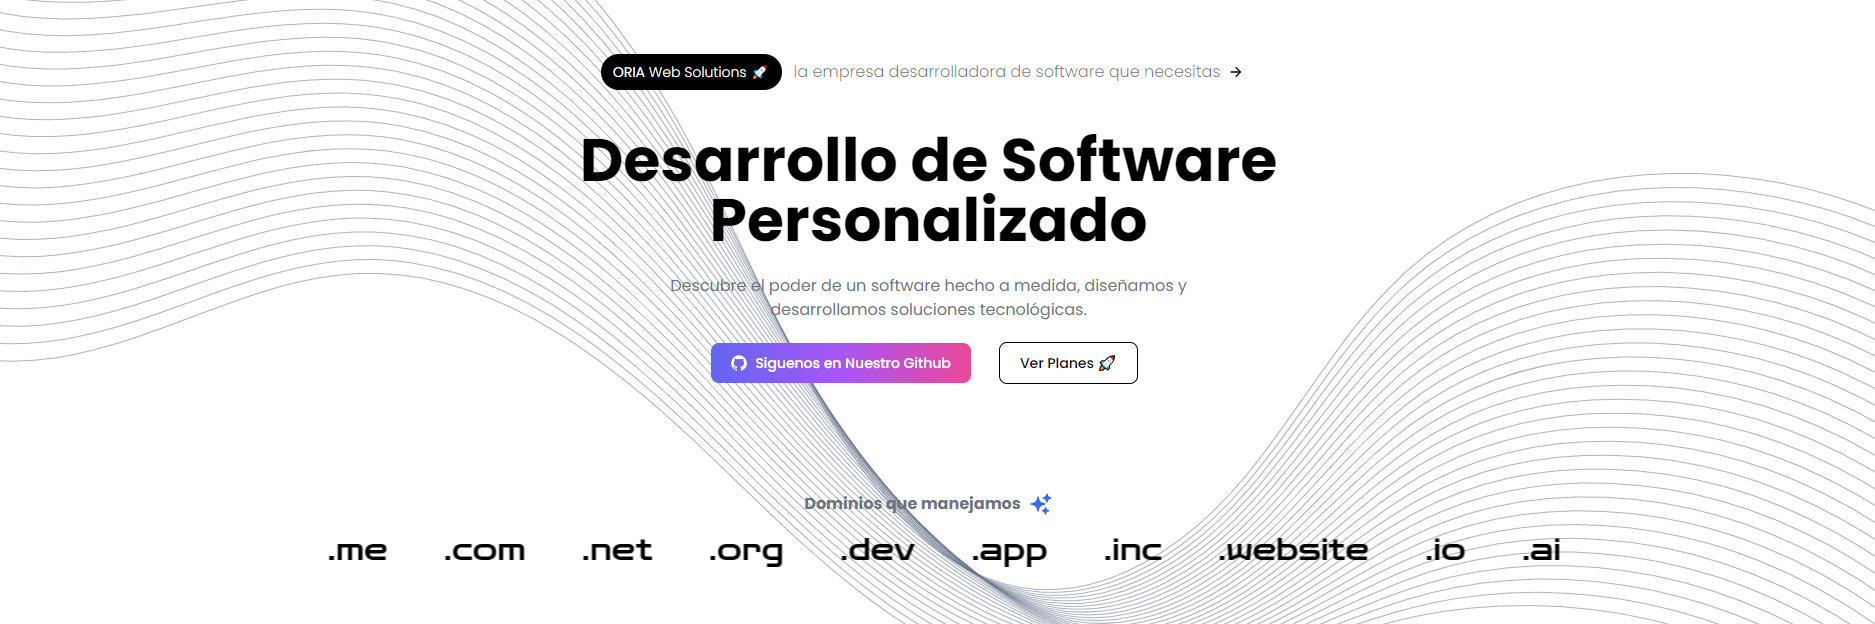 ORIA Web Solutions 🚀 la empresa desarrolladora de software que necesitas →
Desarrollo de Software
Personalizado
Descubre el poder de un software hecho a medida, diseñamos y
desarrollamos soluciones tecnológicas.
Siguenos en Nuestro Github Ver Planes 🚀
Dominios que manejamos
.me .com .net .org .dev .app .inc .website .io .ai